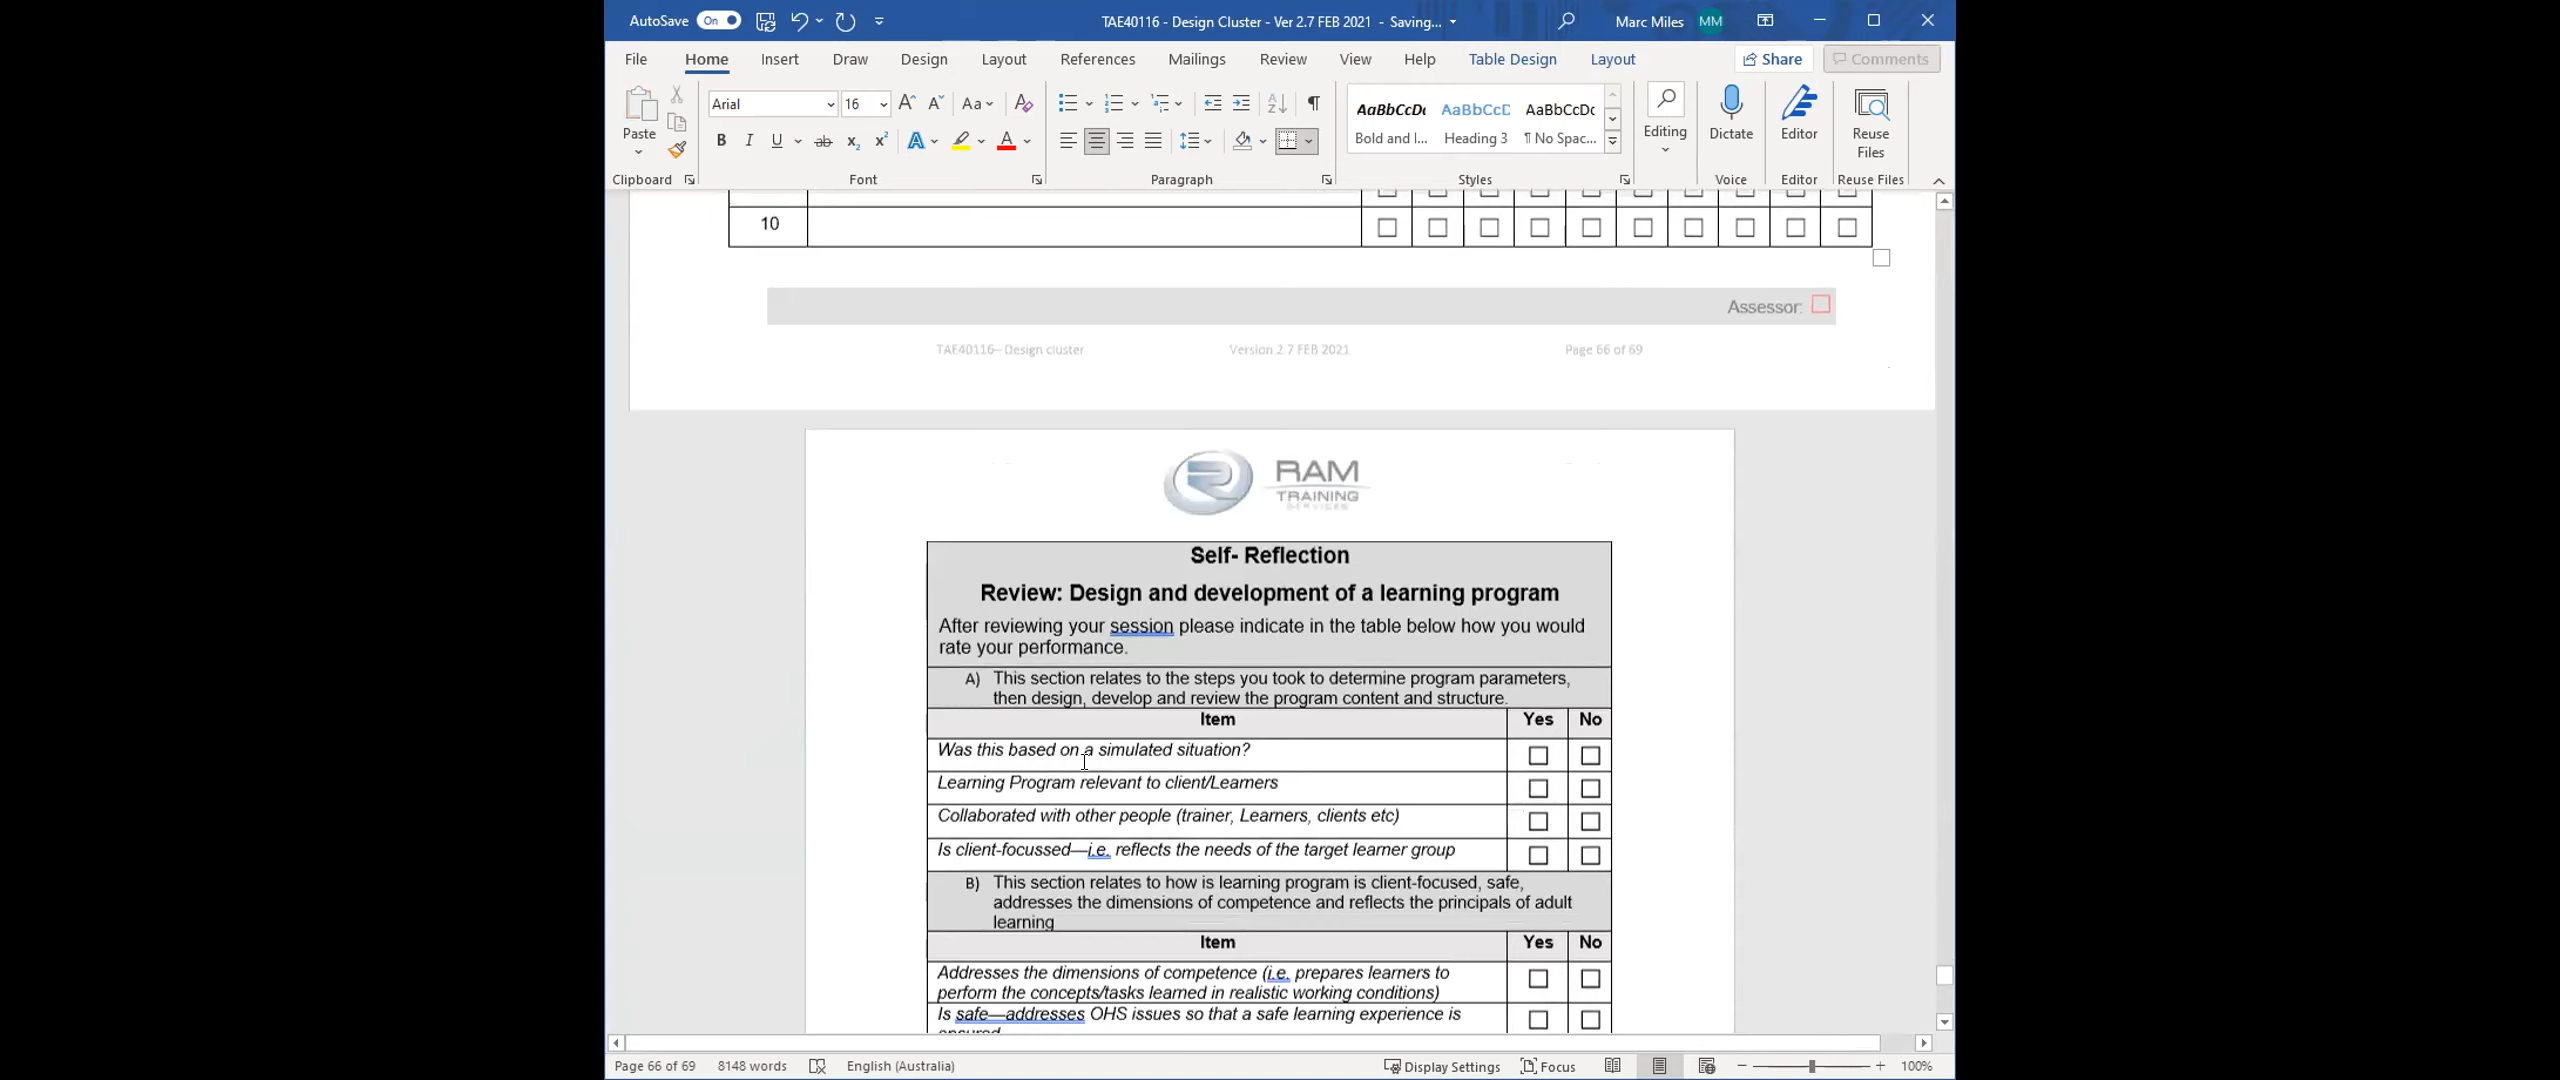 AutoSave On TAE40116 - Design Cluster - Ver 2.7 FEB 2021 - Saving... Marc Miles MM
File Home Insert Draw Design Layout References Mailings Review View Help Table Design Layout Share Comments
Arial 16 Aa
AaBbCcDc AaBbCcD AaBbCcDc
Paste
Bold and I... Heading 3 ¶ No Spac...
Editing Dictate Editor Reuse
Files
Clipboard Font Paragraph Styles Voice Editor Reuse Files
10
Assessor:
TAE40116– Design cluster Version 2.7 FEB 2021 Page 66 of 69
RAM
TRAINING
SERVICES
Self- Reflection
Review: Design and development of a learning program
After reviewing your session please indicate in the table below how you would
rate your performance.
A) This section relates to the steps you took to determine program parameters,
then design, develop and review the program content and structure.
Item Yes No
Was this based on a simulated situation?
Learning Program relevant to client/Learners
Collaborated with other people (trainer, Learners, clients etc)
Is client-focussed—i.e. reflects the needs of the target learner group
B) This section relates to how is learning program is client-focused, safe,
addresses the dimensions of competence and reflects the principals of adult
learning
Item Yes No
Addresses the dimensions of competence (i.e. prepares learners to
perform the concepts/tasks learned in realistic working conditions)
Is safe—addresses OHS issues so that a safe learning experience is
Page 66 of 69 8148 words English (Australia) Display Settings Focus 100%